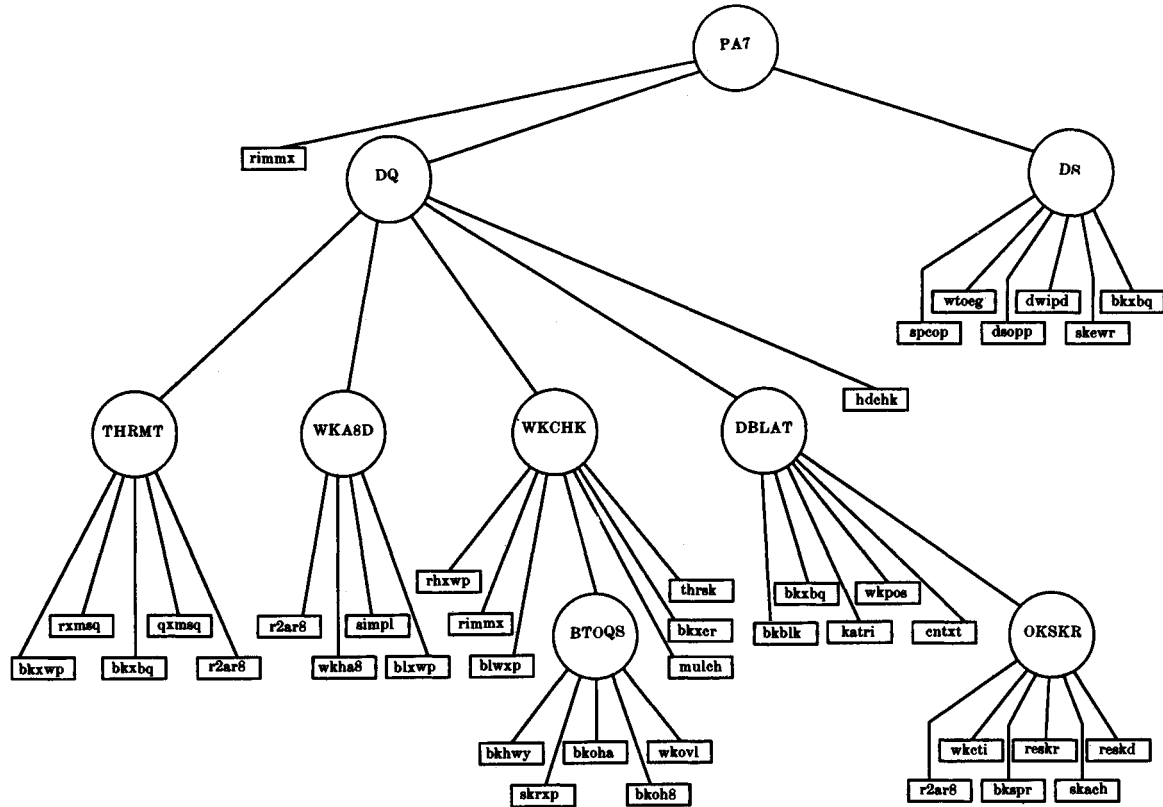 PA7
rimmx
DQ
DS
wtoeg
dwipd
bkxbq
spcop
dsopp
skewr
hdchk
THRMT
WKA8D
WKCHK
DBLAT
rhxwp
thrsk
bkxbq
wkpos
rxmsq
qxmsq
r2ar8
simpl
rimmx
bkxcr
bkblk
katri
cntxt
BTOQS
OKSKR
bkxwp
bkxbq
r2ar8
wkha8
blxwp
blwxp
mulch
bkhwy
bkoha
wkovl
wkcti
reskr
reskd
skrxp
bkoh8
r2ar8
bkspr
skach